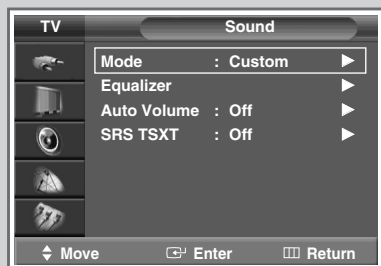 TV Sound
Mode : Custom
Equalizer
Auto Volume : Off
SRS TSXT : Off
Move Enter Return